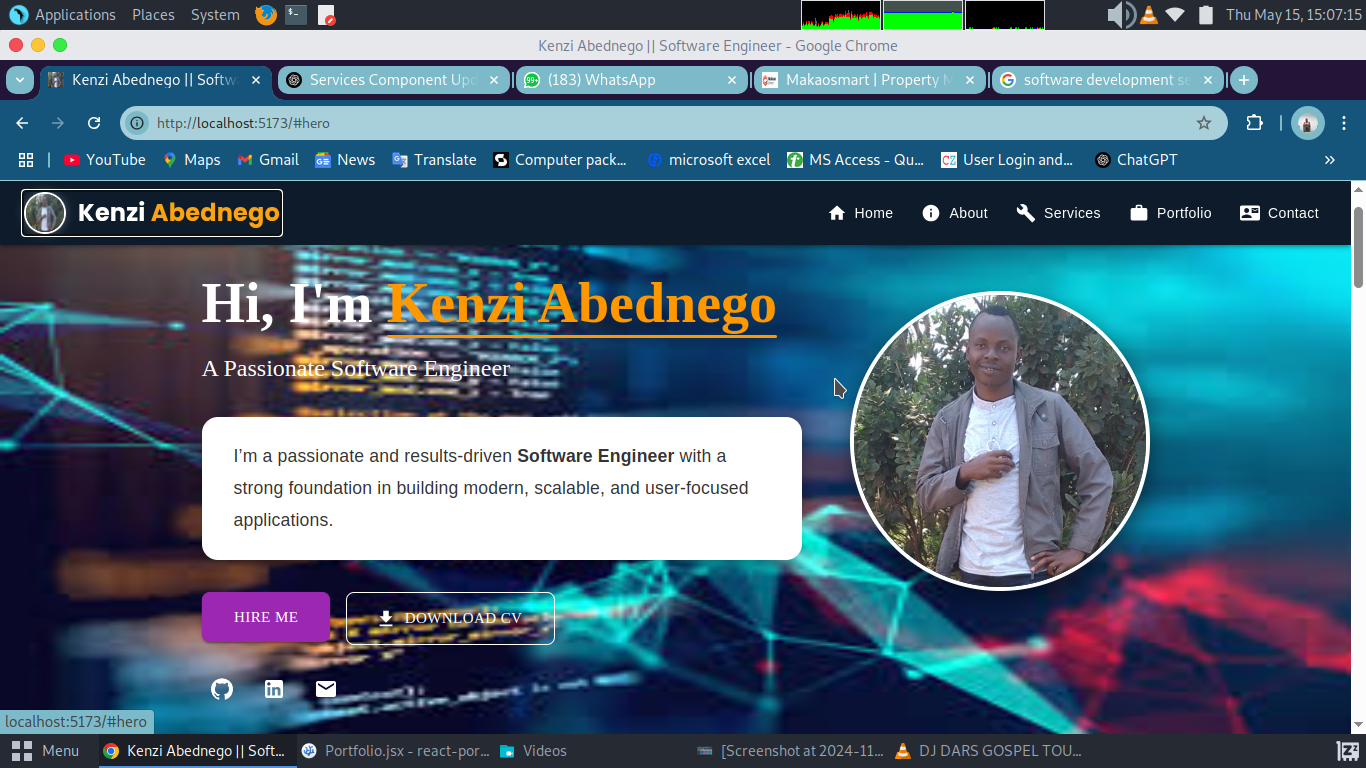 Applications Places System Thu May 15, 15:07:15
Kenzi Abednego || Software Engineer - Google Chrome
Kenzi Abednego || Softw Services Component Upd (183) WhatsApp Makaosmart | Property M software development se
http://localhost:5173/#hero
YouTube Maps Gmail News Translate Computer pack... microsoft excel MS Access - Qu... User Login and... ChatGPT »
Kenzi Abednego Home About Services Portfolio Contact
Hi, I'm Kenzi Abednego
A Passionate Software Engineer
I'm a passionate and results-driven Software Engineer with a
strong foundation in building modern, scalable, and user-focused
applications.
HIRE ME DOWNLOAD CV
localhost:5173/#hero
Menu Kenzi Abednego || Soft... Portfolio.jsx - react-por... Videos [Screenshot at 2024-11... DJ DARS GOSPEL TOU...